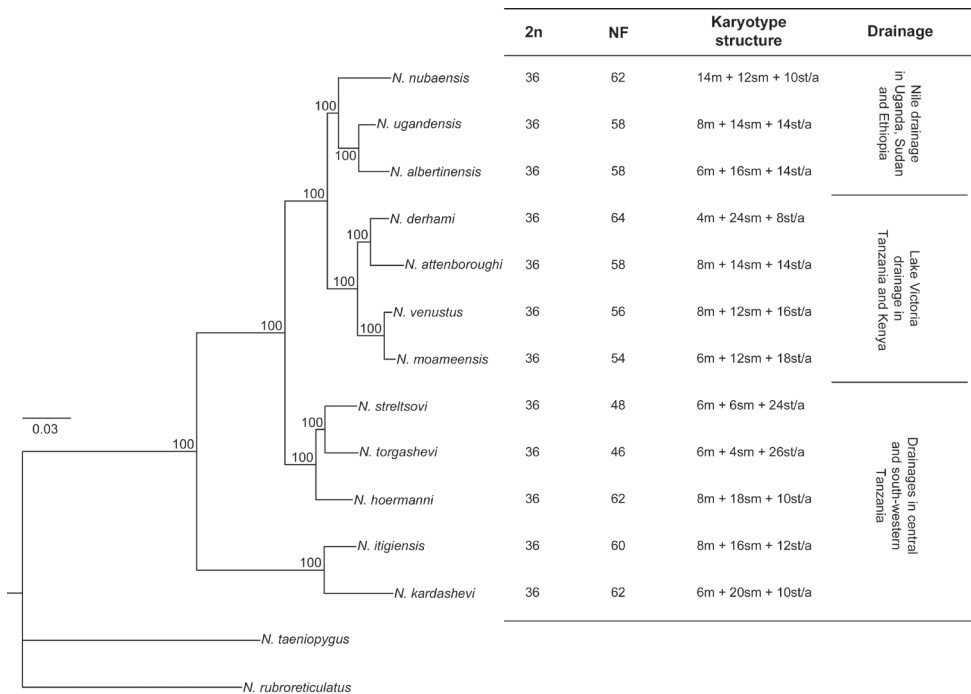 2n NF Karyotype structure Drainage
100 N. nubaensis 36 62 14m + 12sm + 10st/a
100 N. ugandensis 36 58 8m + 14sm + 14st/a
100 N. albertinensis 36 58 6m + 16sm + 14st/a
Nile drainage
in Uganda, Sudan
and Ethiopia
100 N. derhami 36 64 4m + 24sm + 8st/a
100 N. attenboroughi 36 58 8m + 14sm + 14st/a
100 N. venustus 36 56 8m + 12sm + 16st/a
100 N. moameensis 36 54 6m + 12sm + 18st/a
Lake Victoria
drainage in
Tanzania and Kenya
100 N. streltsovi 36 48 6m + 6sm + 24st/a
100 N. torgashevi 36 46 6m + 4sm + 26st/a
100 N. hoermanni 36 62 8m + 18sm + 10st/a
N. itigiensis 36 60 8m + 16sm + 12st/a
100 N. kardashevi 36 62 6m + 20sm + 10st/a
Drainages in central
and south-western
Tanzania
0.03
N. taeniopygus
N. rubroreticulatus